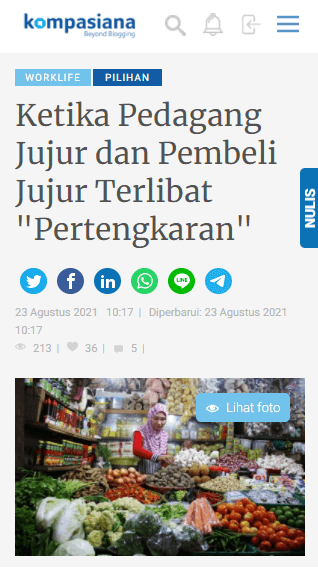 kompasiana
Beyond Blogging
WORKLIFE PILIHAN
Ketika Pedagang
Jujur dan Pembeli
Jujur Terlibat
"Pertengkaran"
NULIS
LINE
23 Agustus 2021 10:17 | Diperbarui: 23 Agustus 2021
10:17
213 | 36 | 5 |
Lihat foto